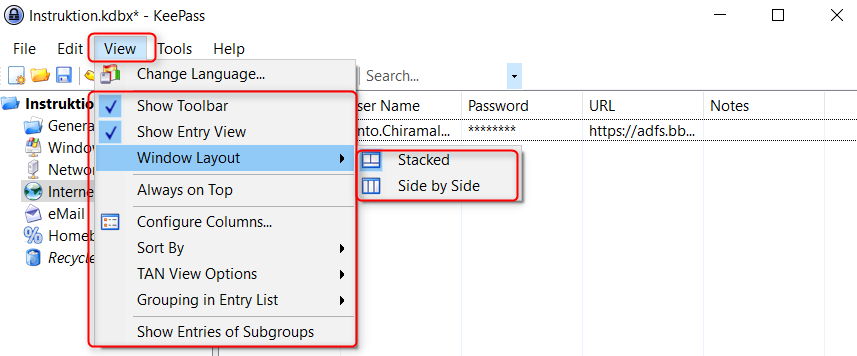 Instruktion.kdbx* - KeePass
File Edit View Tools Help
Change Language...
Search...
Show Toolbar
Show Entry View
Window Layout
Always on Top
Configure Columns...
Sort By
TAN View Options
Grouping in Entry List
Show Entries of Subgroups
Stacked
Side by Side
Instruktion
Genera
Window
Networ
Interne
eMail
Homeb
Recycle
ser Name Password URL Notes
nto.Chiramal... ******** https://adfs.bb...